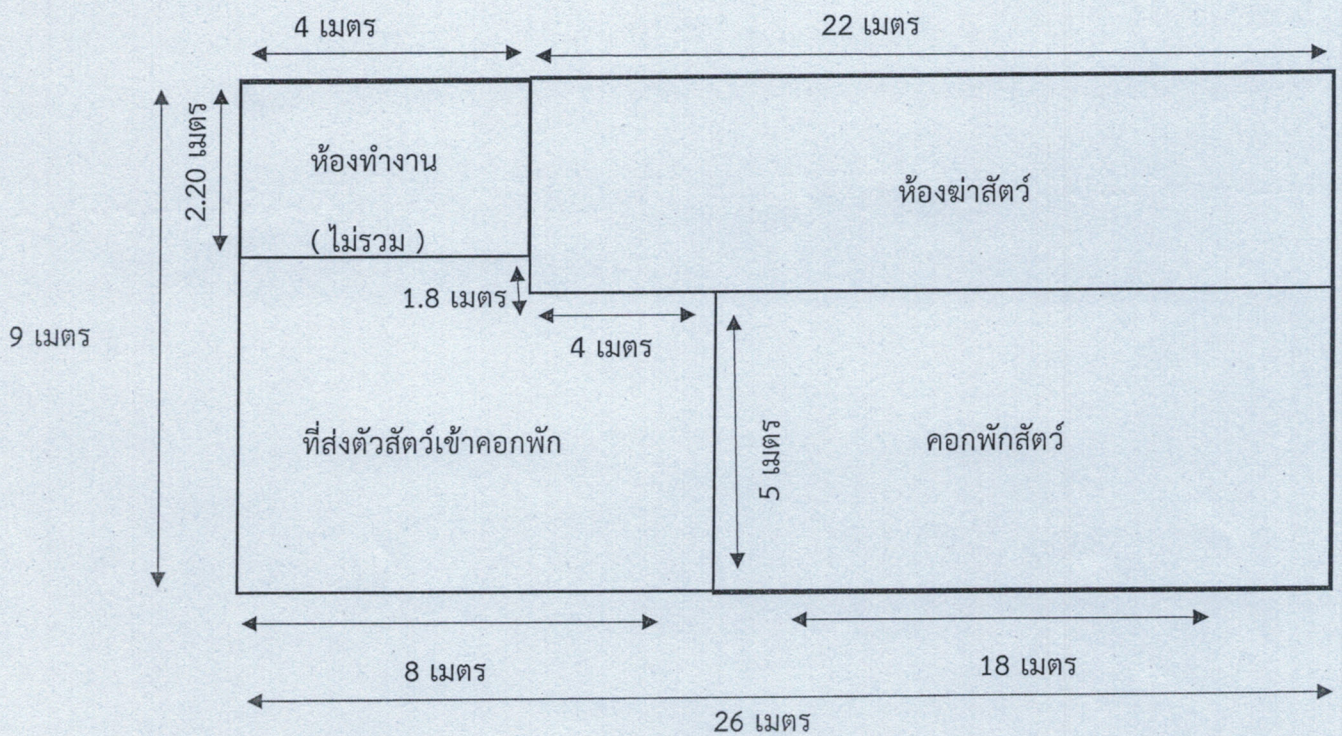 4 เมตร
22 เมตร
2.20 เมตร
ห้องทำงาน
( ไม่รวม )
ห้องฆ่าสัตว์
1.8 เมตร
4 เมตร
9 เมตร
ที่ส่งตัวสัตว์เข้าคอกพัก
5 เมตร
คอกพักสัตว์
8 เมตร
18 เมตร
26 เมตร